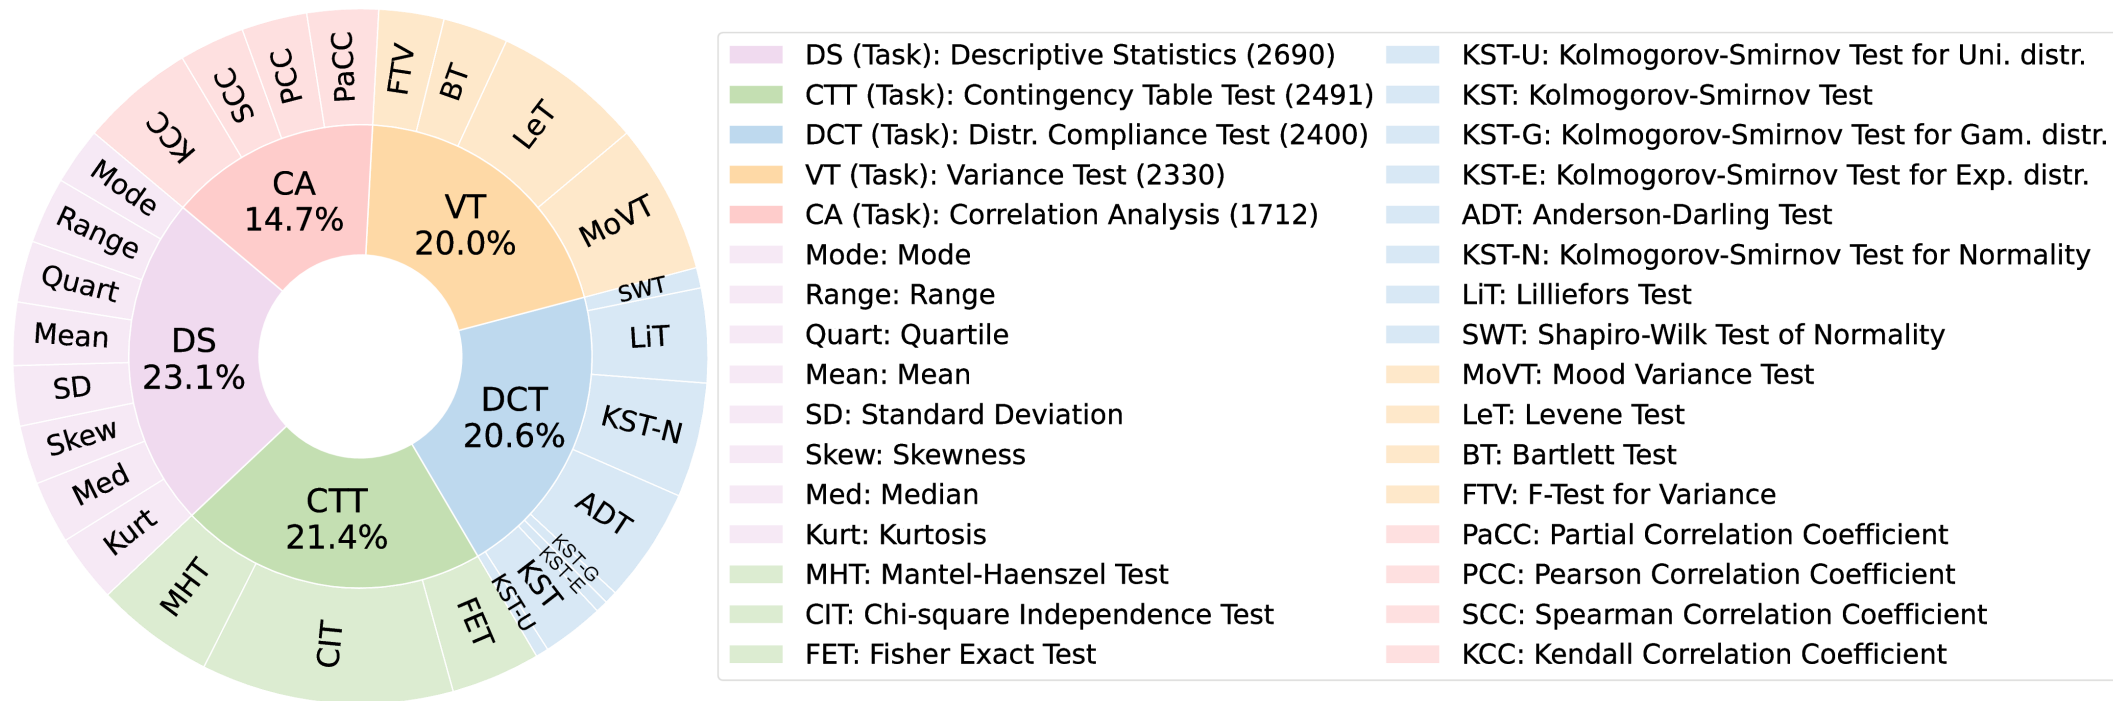 PaCC
FTV
PCC
BT
SCC
LeT
KCC
Mode
CA
14.7%
VT
20.0%
MoVT
Range
Quart
SWT
Mean
DS
23.1%
LiT
SD
DCT
20.6%
KST-N
Skew
Med
CTT
21.4%
ADT
Kurt
KST-G
KST-E
KST
KST-U
MHT
CIT
FET
DS (Task): Descriptive Statistics (2690)
CTT (Task): Contingency Table Test (2491)
DCT (Task): Distr. Compliance Test (2400)
VT (Task): Variance Test (2330)
CA (Task): Correlation Analysis (1712)
Mode: Mode
Range: Range
Quart: Quartile
Mean: Mean
SD: Standard Deviation
Skew: Skewness
Med: Median
Kurt: Kurtosis
MHT: Mantel-Haenszel Test
CIT: Chi-square Independence Test
FET: Fisher Exact Test
KST-U: Kolmogorov-Smirnov Test for Uni. distr.
KST: Kolmogorov-Smirnov Test
KST-G: Kolmogorov-Smirnov Test for Gam. distr.
KST-E: Kolmogorov-Smirnov Test for Exp. distr.
ADT: Anderson-Darling Test
KST-N: Kolmogorov-Smirnov Test for Normality
LiT: Lilliefors Test
SWT: Shapiro-Wilk Test of Normality
MoVT: Mood Variance Test
LeT: Levene Test
BT: Bartlett Test
FTV: F-Test for Variance
PaCC: Partial Correlation Coefficient
PCC: Pearson Correlation Coefficient
SCC: Spearman Correlation Coefficient
KCC: Kendall Correlation Coefficient